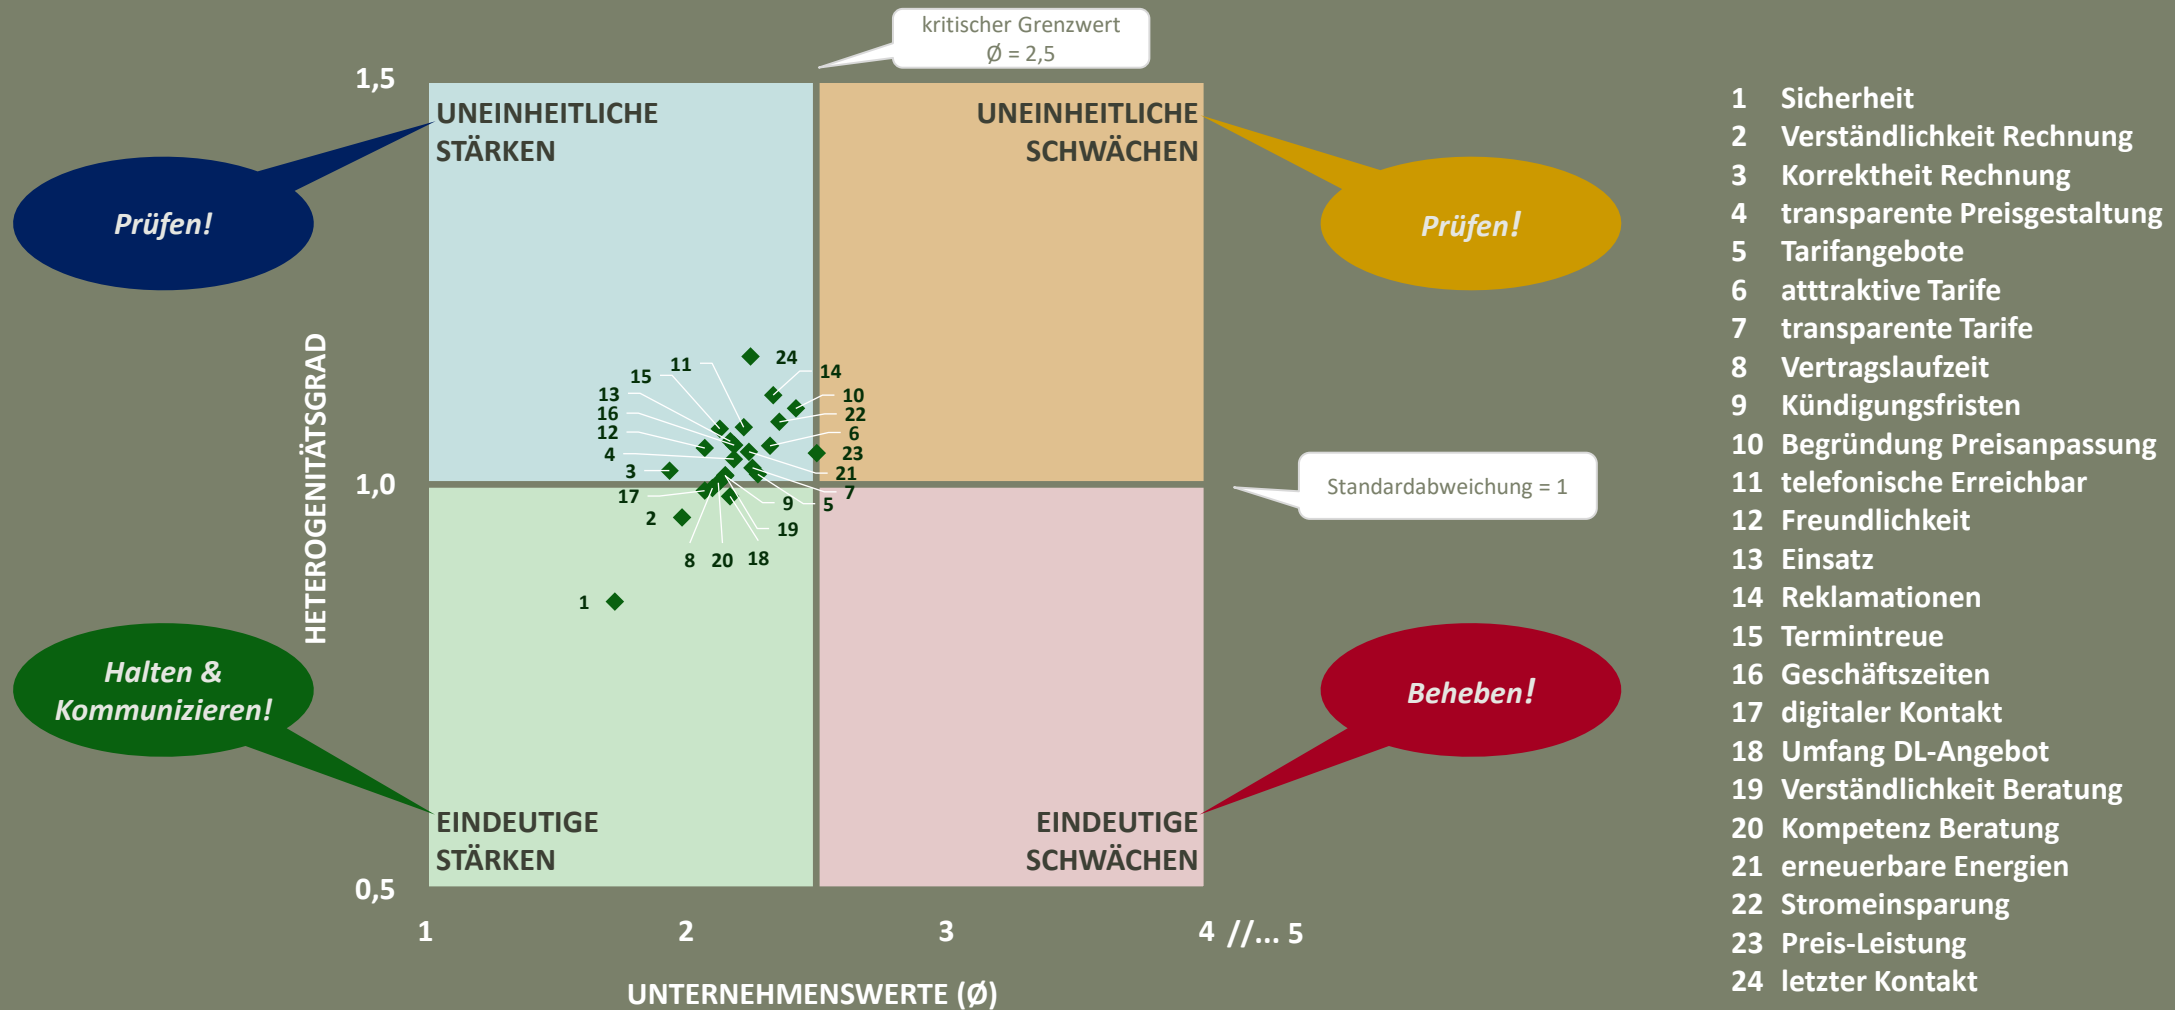 kritischer Grenzwert
Ø = 2,5
1,5
UNEINHEITLICHE
STÄRKEN
UNEINHEITLICHE
SCHWÄCHEN
Prüfen!
Prüfen!
HETEROGENITÄTSGRAD
24
11
14
15
13
10
16
22
12
6
4
23
3
21
17
7
9
5
2
19
8
20
18
1
1,0
Standardabweichung = 1
Halten &
Kommunizieren!
Beheben!
EINDEUTIGE
STÄRKEN
EINDEUTIGE
SCHWÄCHEN
0,5
1
2
3
4 //... 5
UNTERNEHMENSWERTE (Ø)
1 Sicherheit
2 Verständlichkeit Rechnung
3 Korrektheit Rechnung
4 transparente Preisgestaltung
5 Tarifangebote
6 atttraktive Tarife
7 transparente Tarife
8 Vertragslaufzeit
9 Kündigungsfristen
10 Begründung Preisanpassung
11 telefonische Erreichbar
12 Freundlichkeit
13 Einsatz
14 Reklamationen
15 Termintreue
16 Geschäftszeiten
17 digitaler Kontakt
18 Umfang DL-Angebot
19 Verständlichkeit Beratung
20 Kompetenz Beratung
21 erneuerbare Energien
22 Stromeinsparung
23 Preis-Leistung
24 letzter Kontakt